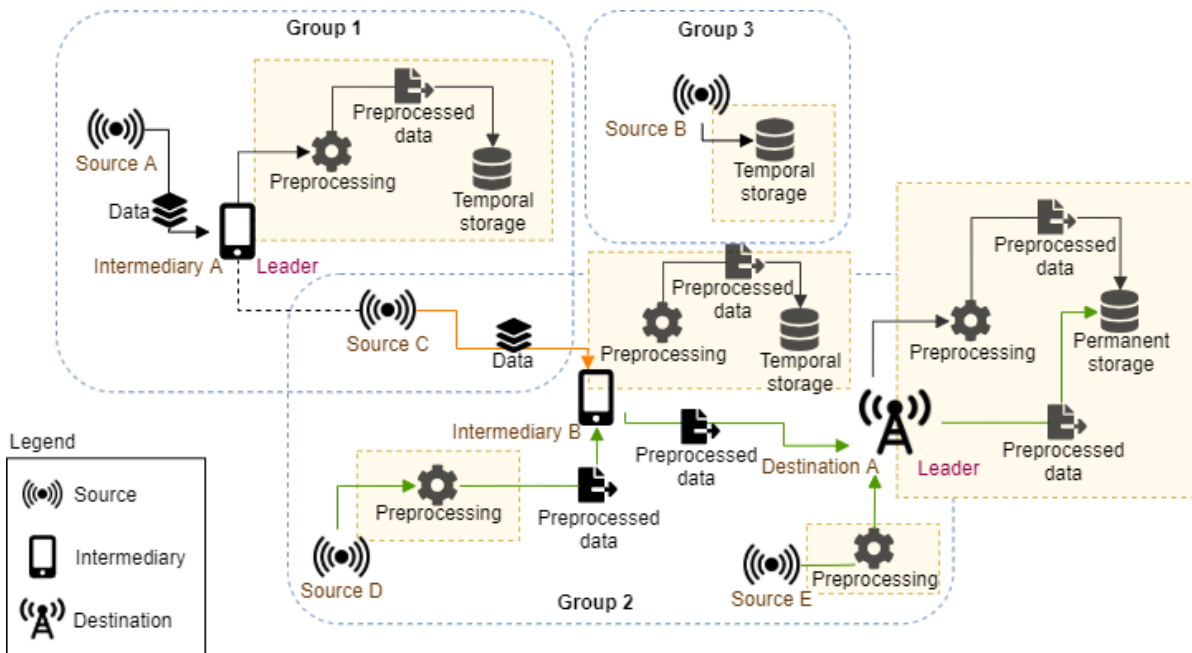 Group 1
Preprocessed
data
Source A
Preprocessing
Temporal
storage
Data
Intermediary A
Leader
Group 3
Source B
Temporal
storage
Source C
Data
Preprocessed
data
Preprocessing
Temporal
storage
Intermediary B
Preprocessed
data
Preprocessing
Preprocessed
data
Source D
Group 2
Preprocessed
data
Preprocessing
Permanent
storage
Destination A
Leader
Preprocessed
data
Source E
Preprocessing
Legend
Source
Intermediary
Destination